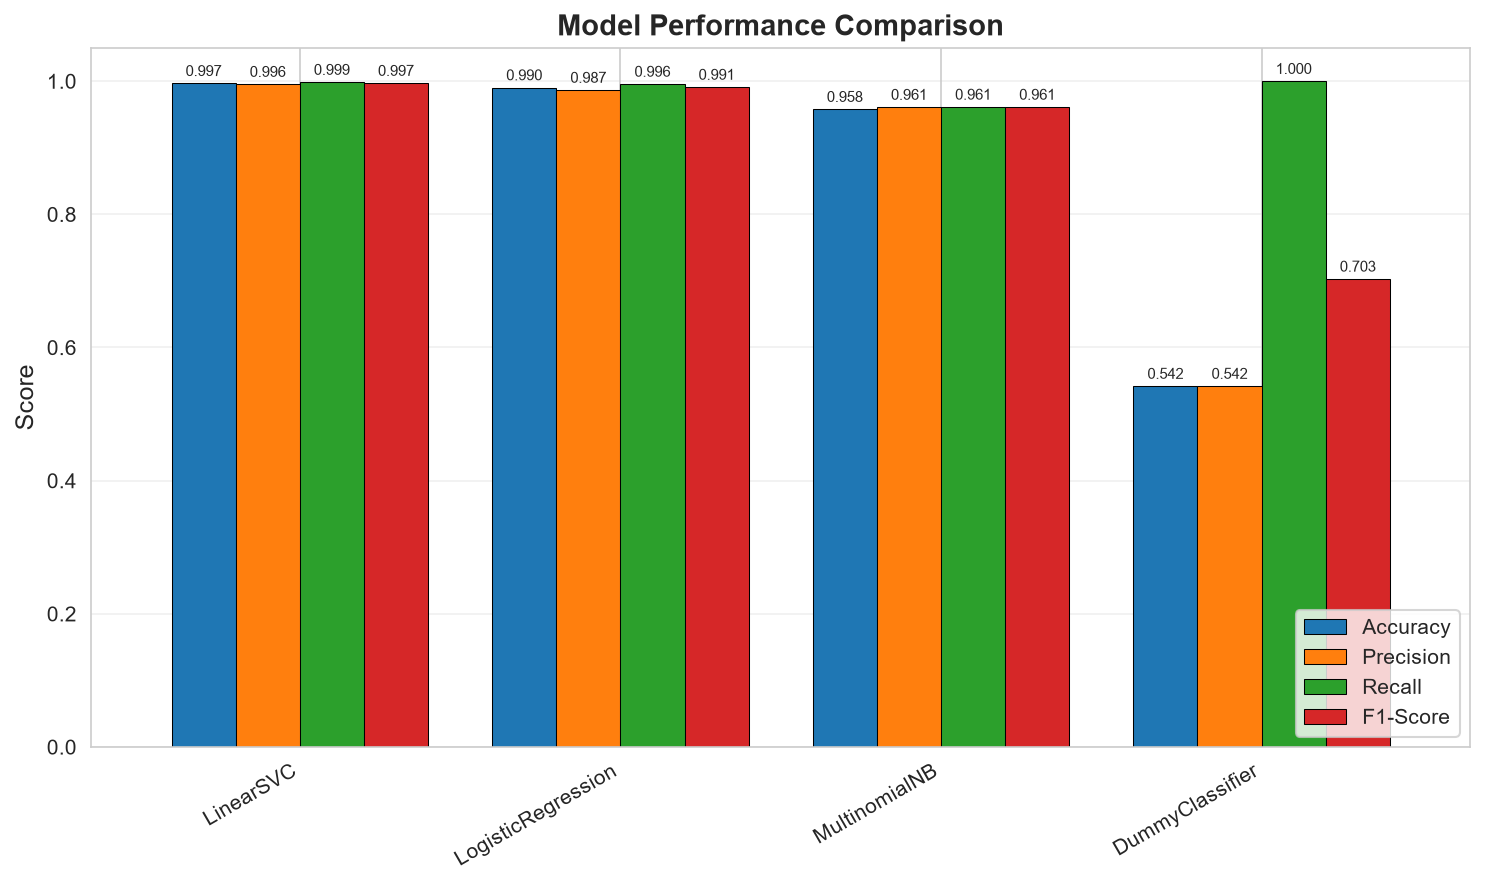 Model Performance Comparison
Score
1.0
0.8
0.6
0.4
0.2
0.0
0.997 0.996 0.999 0.997
0.990 0.987 0.996 0.991
0.958 0.961 0.961 0.961
0.542 0.542 1.000 0.703
LinearSVC
LogisticRegression
MultinomialNB
DummyClassifier
Accuracy
Precision
Recall
F1-Score